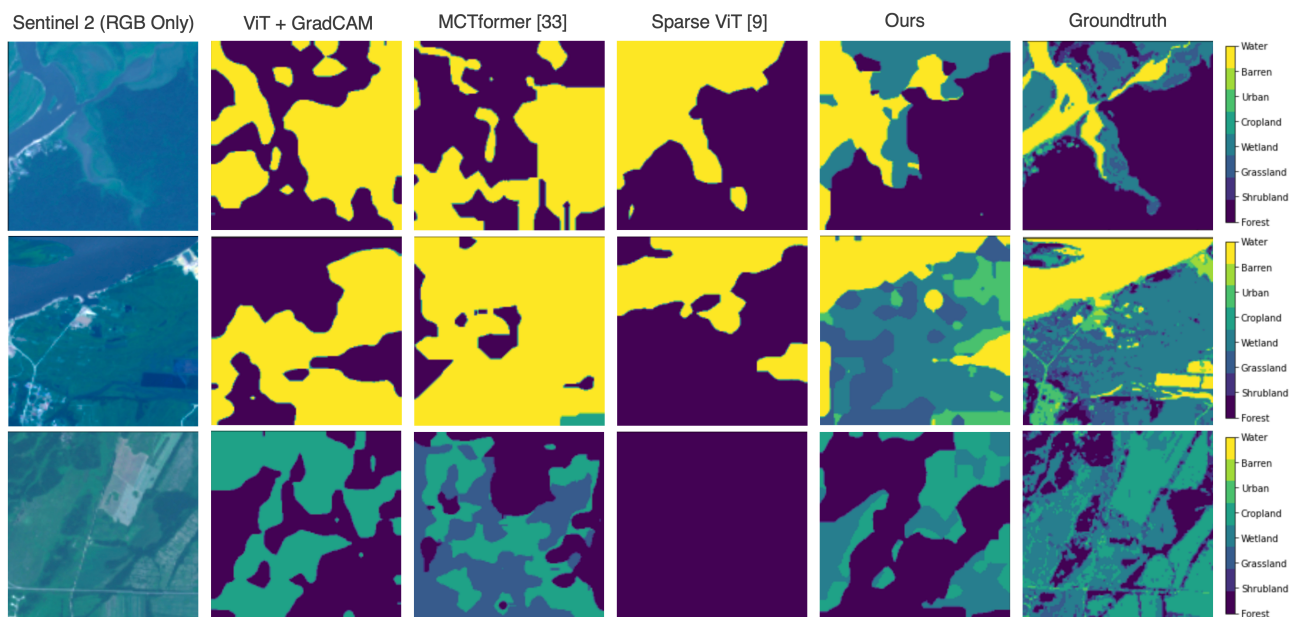 Sentinel 2 (RGB Only) ViT + GradCAM MCTformer [33] Sparse ViT [9] Ours Groundtruth
Water
Barren
Urban
Cropland
Wetland
Grassland
Shrubland
Forest
Water
Barren
Urban
Cropland
Wetland
Grassland
Shrubland
Forest
Water
Barren
Urban
Cropland
Wetland
Grassland
Shrubland
Forest